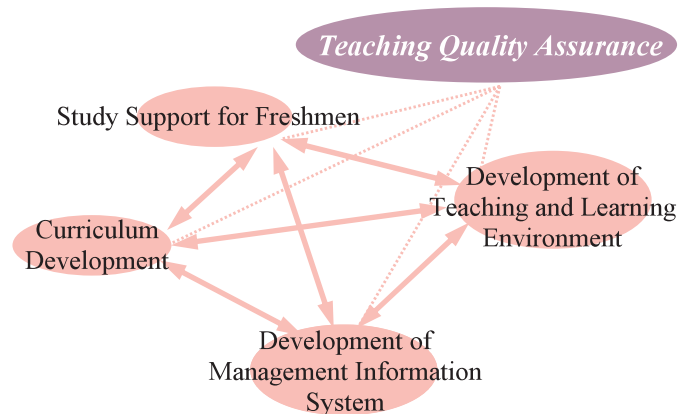 Teaching Quality Assurance
Study Support for Freshmen
Development of
Teaching and Learning
Environment
Curriculum
Development
Development of
Management Information
System